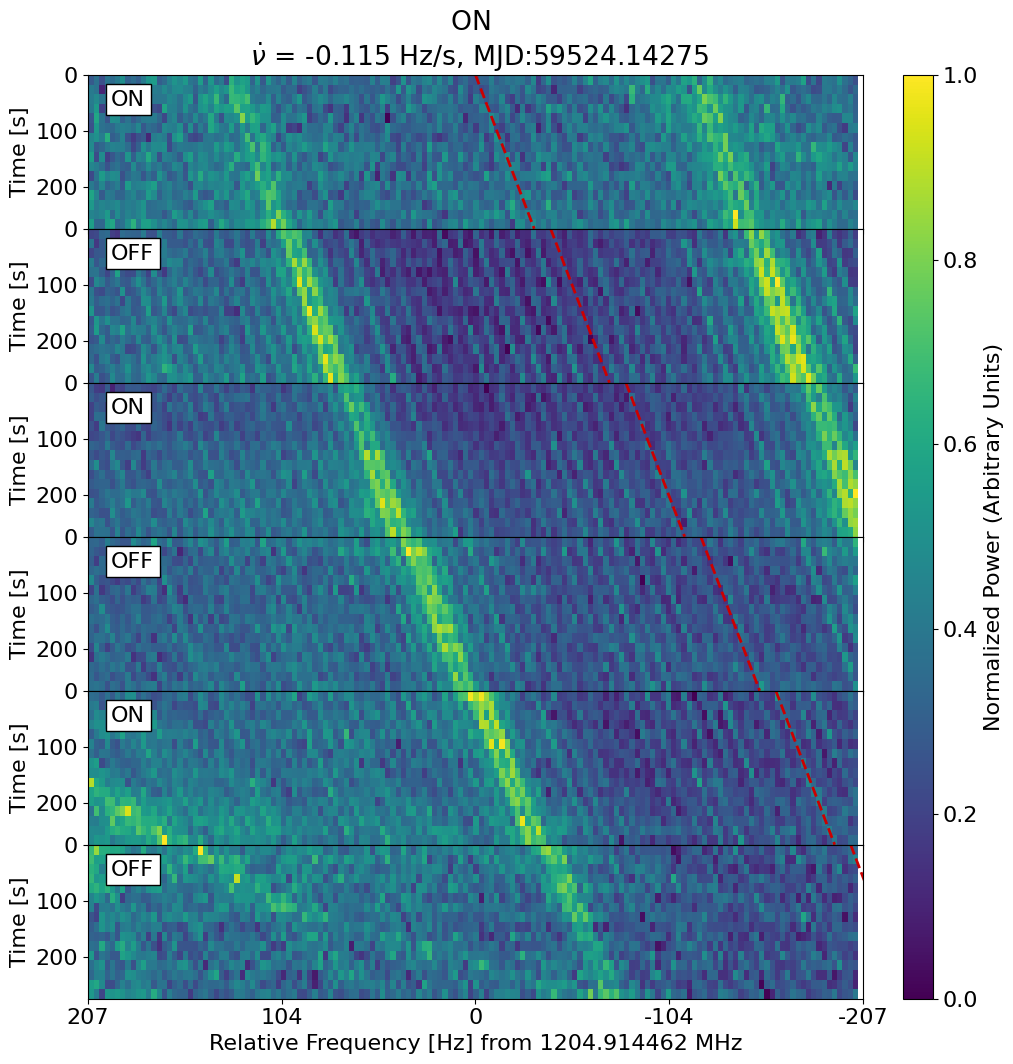 ON
ν̇ = -0.115 Hz/s, MJD:59524.14275
0
ON
Time [s]
100
200
0
OFF
Time [s]
100
200
0
ON
Time [s]
100
200
0
OFF
Time [s]
100
200
0
ON
Time [s]
100
200
0
OFF
Time [s]
100
200
207
104
0
-104
-207
Relative Frequency [Hz] from 1204.914462 MHz
1.0
0.8
0.6
0.4
0.2
0.0
Normalized Power (Arbitrary Units)